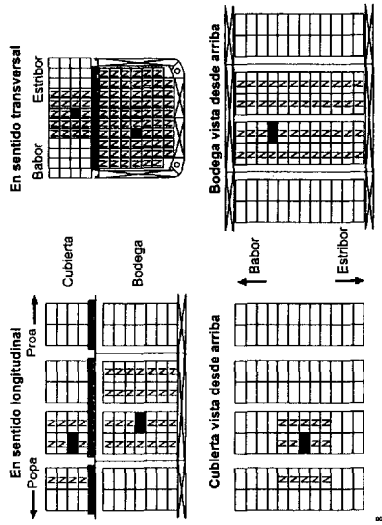 En sentido longitudinal
Popa
Proa
Cubierta
Bodega
En sentido transversal
Babor
Estribor
Cubierta vista desde arriba
Babor
Estribor
Bodega vista desde arriba